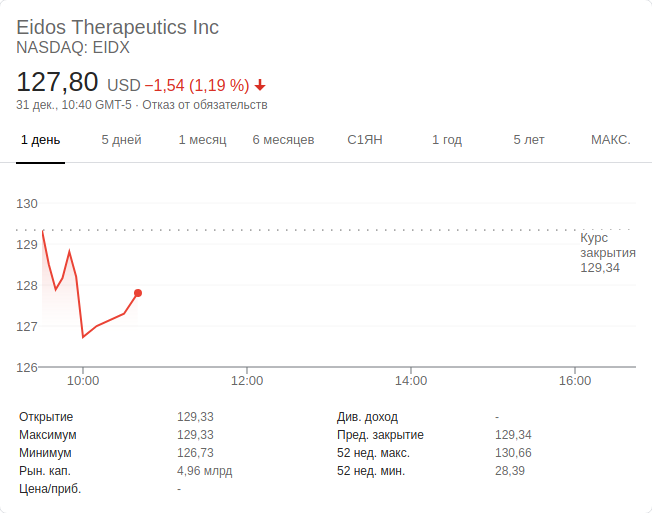 Eidos Therapeutics Inc
NASDAQ: EIDX
127,80 USD −1,54 (1,19 %)
31 дек., 10:40 GMT-5 · Отказ от обязательств
1 день 5 дней 1 месяц 6 месяцев С1ЯН 1 год 5 лет МАКС.
130
129
128
127
126
Курс
закрытия
129,34
10:00 12:00 14:00 16:00
Открытие 129,33 Див. доход -
Максимум 129,33 Пред. закрытие 129,34
Минимум 126,73 52 нед. макс. 130,66
Рын. кап. 4,96 млрд 52 нед. мин. 28,39
Цена/приб. -